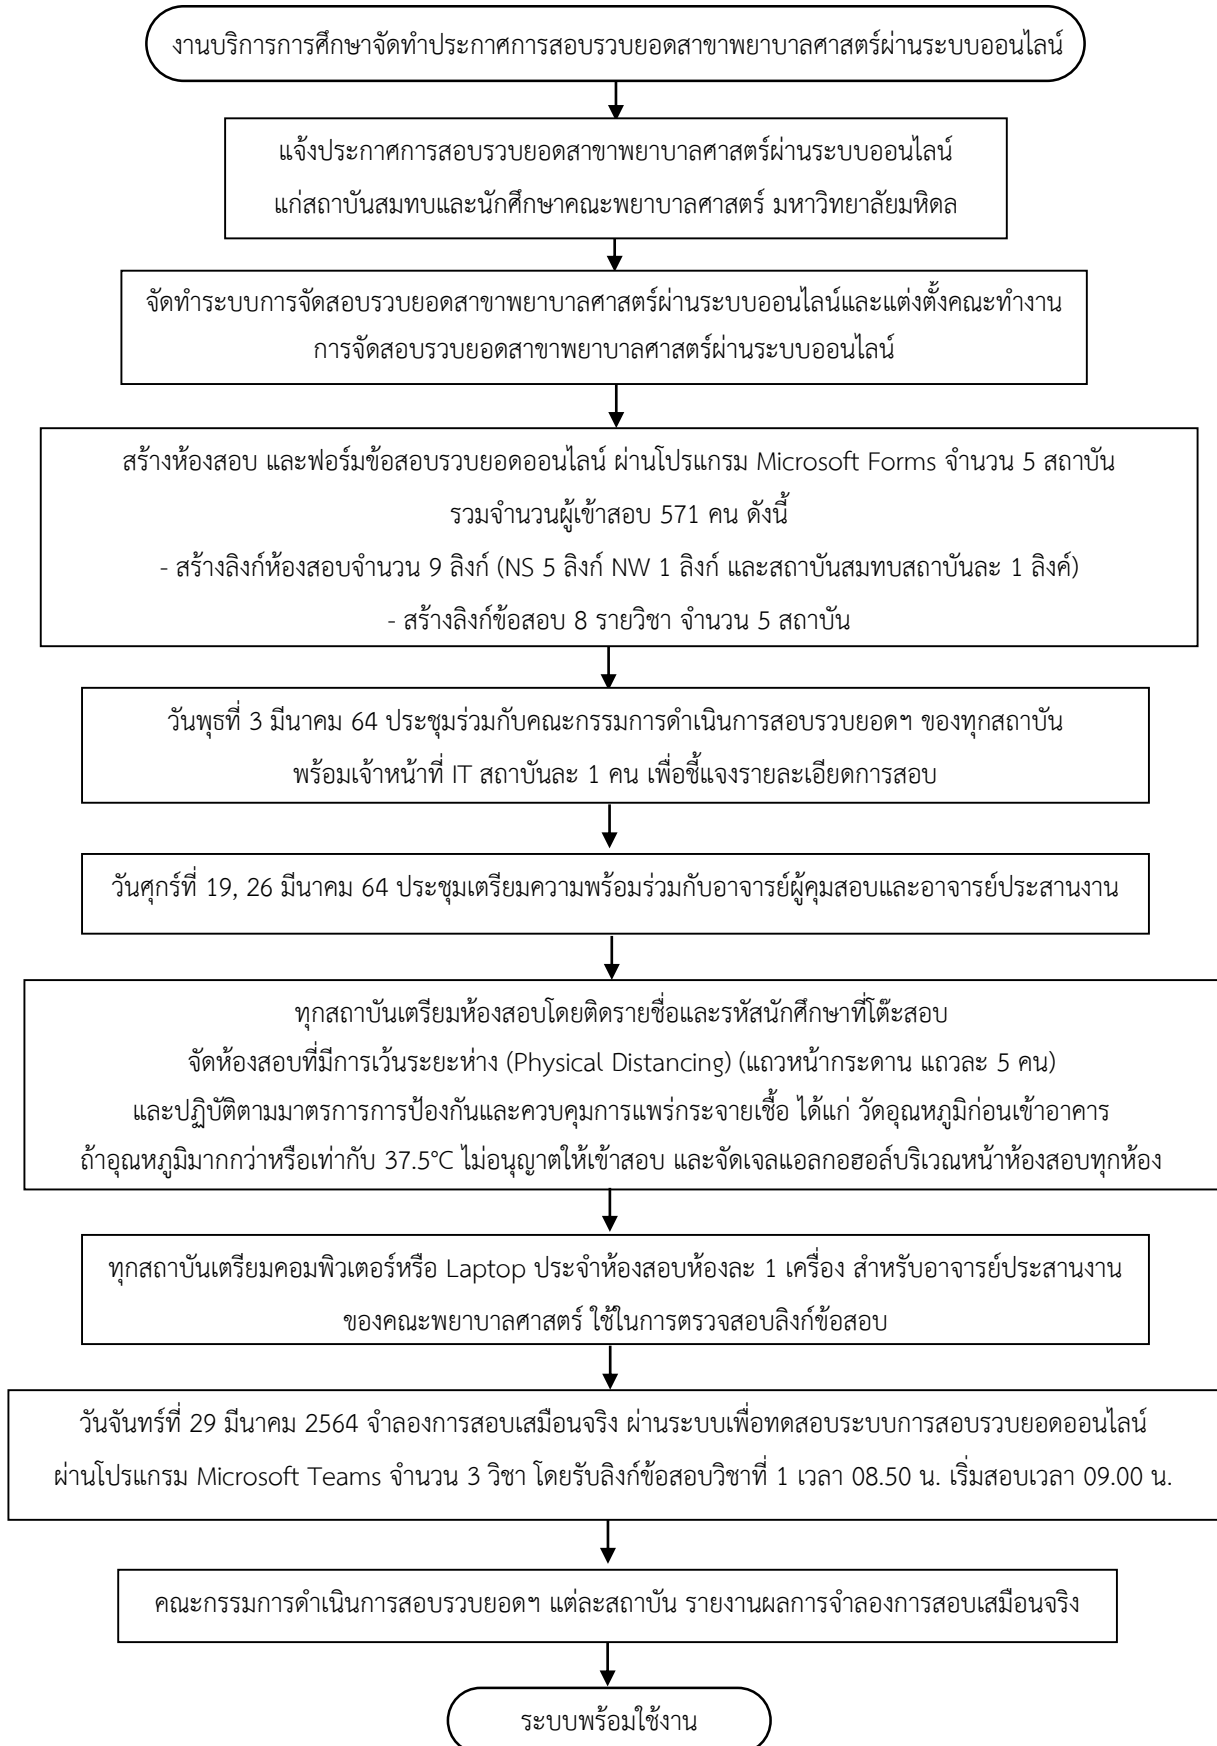 งานบริการการศึกษาจัดทำประกาศการสอบรวบยอดสาขาพยาบาลศาสตร์ผ่านระบบออนไลน์
แจ้งประกาศการสอบรวบยอดสาขาพยาบาลศาสตร์ผ่านระบบออนไลน์
แก่สถาบันสมทบและนักศึกษาคณะพยาบาลศาสตร์ มหาวิทยาลัยมหิดล
จัดทำระบบการจัดสอบรวบยอดสาขาพยาบาลศาสตร์ผ่านระบบออนไลน์และแต่งตั้งคณะทำงาน
การจัดสอบรวบยอดสาขาพยาบาลศาสตร์ผ่านระบบออนไลน์
สร้างห้องสอบ และฟอร์มข้อสอบรวบยอดออนไลน์ ผ่านโปรแกรม Microsoft Forms จำนวน 5 สถาบัน
รวมจำนวนผู้เข้าสอบ 571 คน ดังนี้
- สร้างลิงก์ห้องสอบจำนวน 9 ลิงก์ (NS 5 ลิงก์ NW 1 ลิงก์ และสถาบันสมทบสถาบันละ 1 ลิงค์)
- สร้างลิงก์ข้อสอบ 8 รายวิชา จำนวน 5 สถาบัน
วันพุธที่ 3 มีนาคม 64 ประชุมร่วมกับคณะกรรมการดำเนินการสอบรวบยอดฯ ของทุกสถาบัน
พร้อมเจ้าหน้าที่ IT สถาบันละ 1 คน เพื่อชี้แจงรายละเอียดการสอบ
วันศุกร์ที่ 19, 26 มีนาคม 64 ประชุมเตรียมความพร้อมร่วมกับอาจารย์ผู้คุมสอบและอาจารย์ประสานงาน
ทุกสถาบันเตรียมห้องสอบโดยติดรายชื่อและรหัสนักศึกษาที่โต๊ะสอบ
จัดห้องสอบที่มีการเว้นระยะห่าง (Physical Distancing) (แถวหน้ากระดาน แถวละ 5 คน)
และปฏิบัติตามมาตรการการป้องกันและควบคุมการแพร่กระจายเชื้อ ได้แก่ วัดอุณหภูมิก่อนเข้าอาคาร
ถ้าอุณหภูมิมากกว่าหรือเท่ากับ 37.5°C ไม่อนุญาตให้เข้าสอบ และจัดเจลแอลกอฮอล์บริเวณหน้าห้องสอบทุกห้อง
ทุกสถาบันเตรียมคอมพิวเตอร์หรือ Laptop ประจำห้องสอบห้องละ 1 เครื่อง สำหรับอาจารย์ประสานงาน
ของคณะพยาบาลศาสตร์ ใช้ในการตรวจสอบลิงก์ข้อสอบ
วันจันทร์ที่ 29 มีนาคม 2564 จำลองการสอบเสมือนจริง ผ่านระบบเพื่อทดสอบระบบการสอบรวบยอดออนไลน์
ผ่านโปรแกรม Microsoft Teams จำนวน 3 วิชา โดยรับลิงก์ข้อสอบวิชาที่ 1 เวลา 08.50 น. เริ่มสอบเวลา 09.00 น.
คณะกรรมการดำเนินการสอบรวบยอดฯ แต่ละสถาบัน รายงานผลการจำลองการสอบเสมือนจริง
ระบบพร้อมใช้งาน